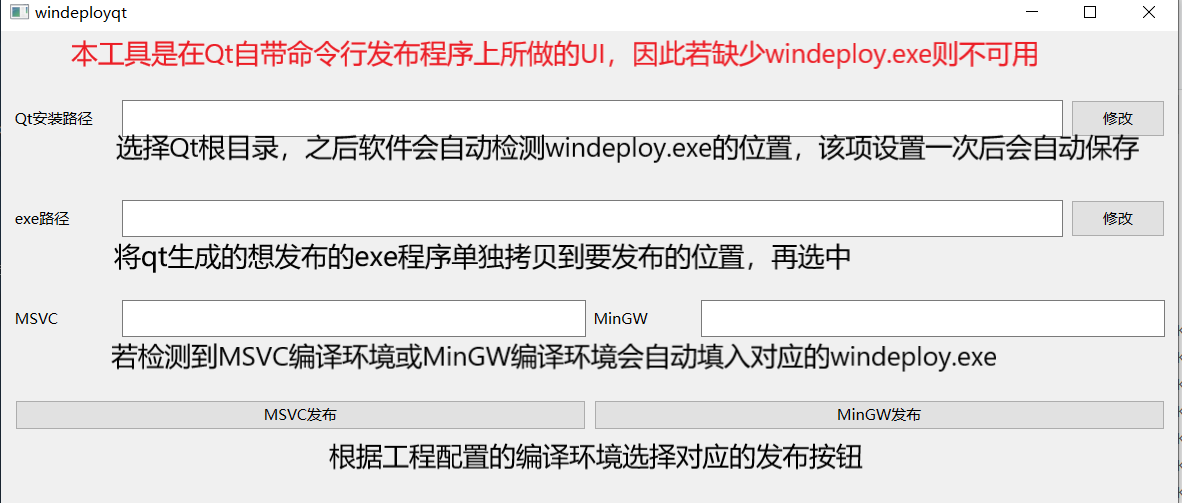 windeployqt
本工具是在Qt自带命令行发布程序上所做的UI，因此若缺少windeploy.exe则不可用
Qt安装路径
修改
选择Qt根目录，之后软件会自动检测windeploy.exe的位置，该项设置一次后会自动保存
exe路径
修改
将qt生成的想发布的exe程序单独拷贝到要发布的位置，再选中
MSVC
MinGW
若检测到MSVC编译环境或MinGW编译环境会自动填入对应的windeploy.exe
MSVC发布
MinGW发布
根据工程配置的编译环境选择对应的发布按钮